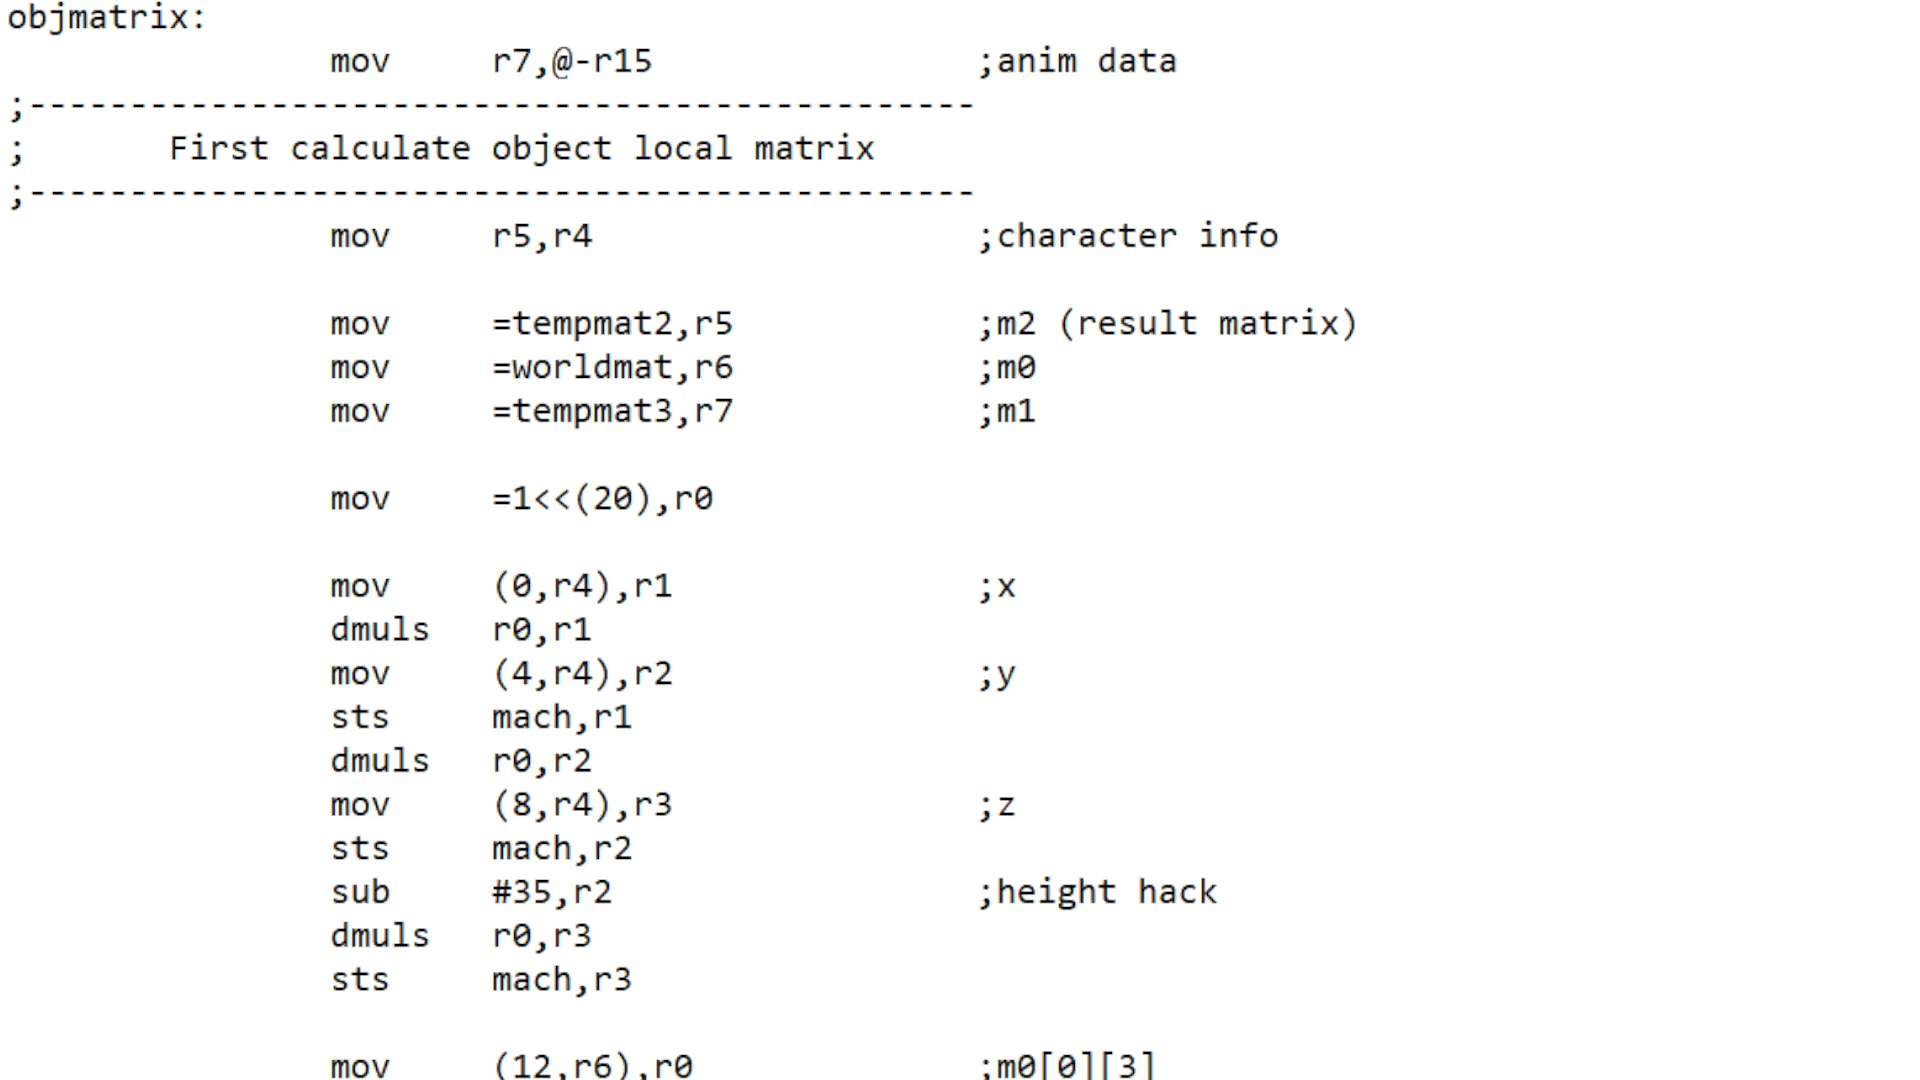 objmatrix:
mov r7,@-r15 ;anim data
;-----------------------------------------------
; First calculate object local matrix
;-----------------------------------------------
mov r5,r4 ;character info
mov =tempmat2,r5 ;m2 (result matrix)
mov =worldmat,r6 ;m0
mov =tempmat3,r7 ;m1
mov =1<<(20),r0
mov (0,r4),r1 ;x
dmuls r0,r1
mov (4,r4),r2 ;y
sts mach,r1
dmuls r0,r2
mov (8,r4),r3 ;z
sts mach,r2
sub #35,r2 ;height hack
dmuls r0,r3
sts mach,r3
mov (12,r6),r0 ;m0[0][3]